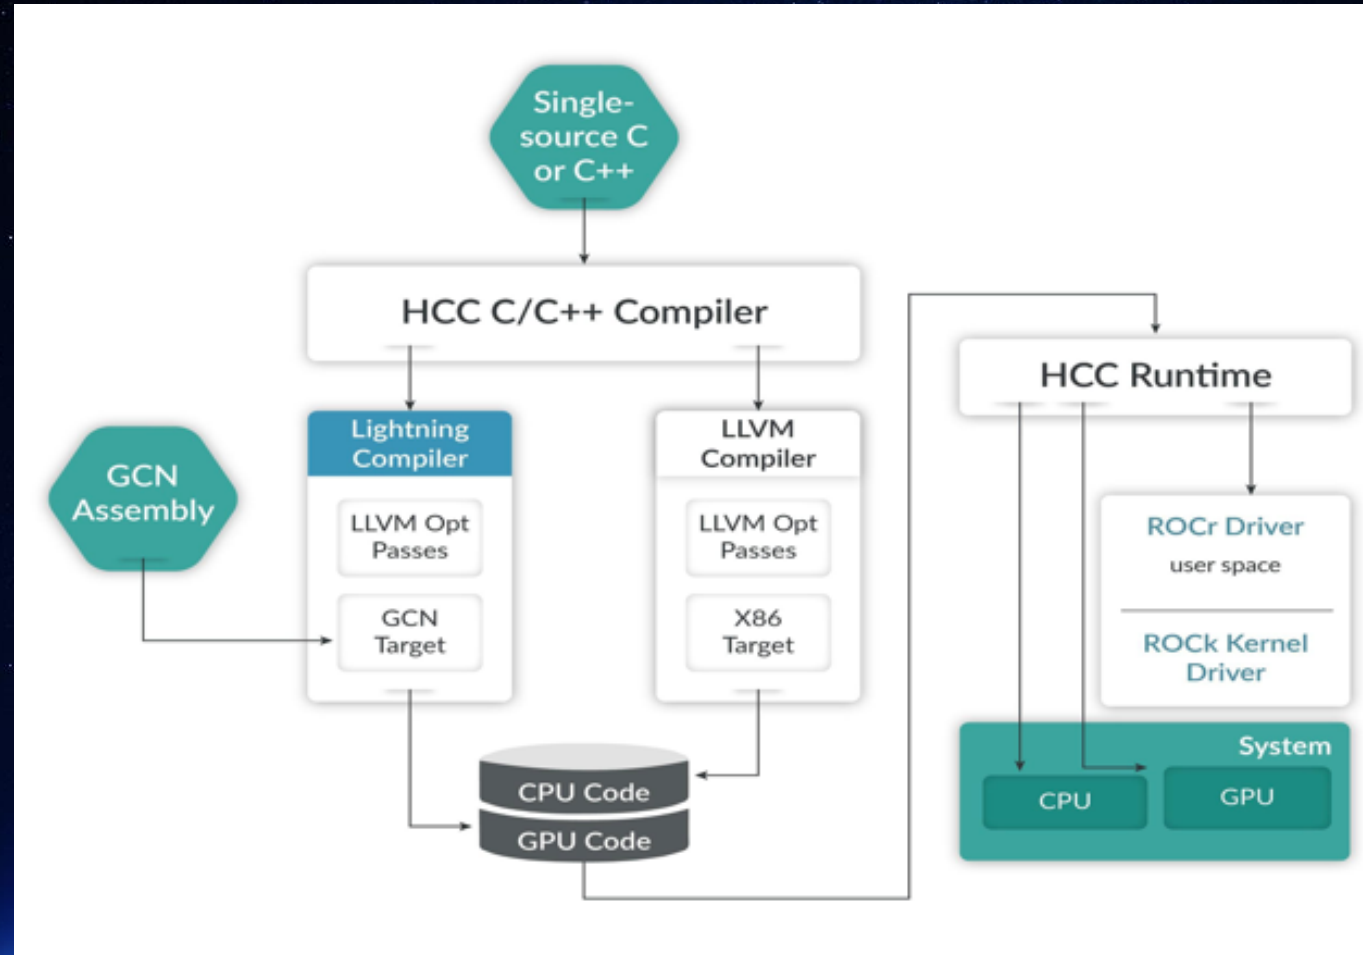 Single-
source C
or C++
HCC C/C++ Compiler
HCC Runtime
Lightning
Compiler
LLVM
Compiler
GCN
Assembly
LLVM Opt
Passes
LLVM Opt
Passes
GCN
Target
X86
Target
ROCr Driver
user space
ROCk Kernel
Driver
CPU Code
GPU Code
System
CPU
GPU